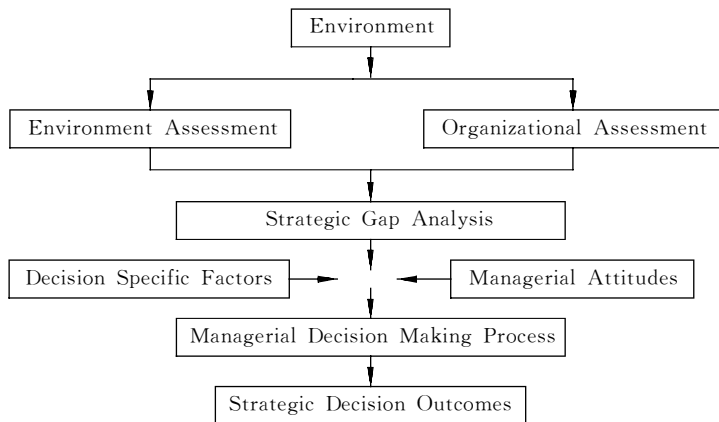 Environment
Environment Assessment
Organizational Assessment
Strategic Gap Analysis
Decision Specific Factors
Managerial Attitudes
Managerial Decision Making Process
Strategic Decision Outcomes